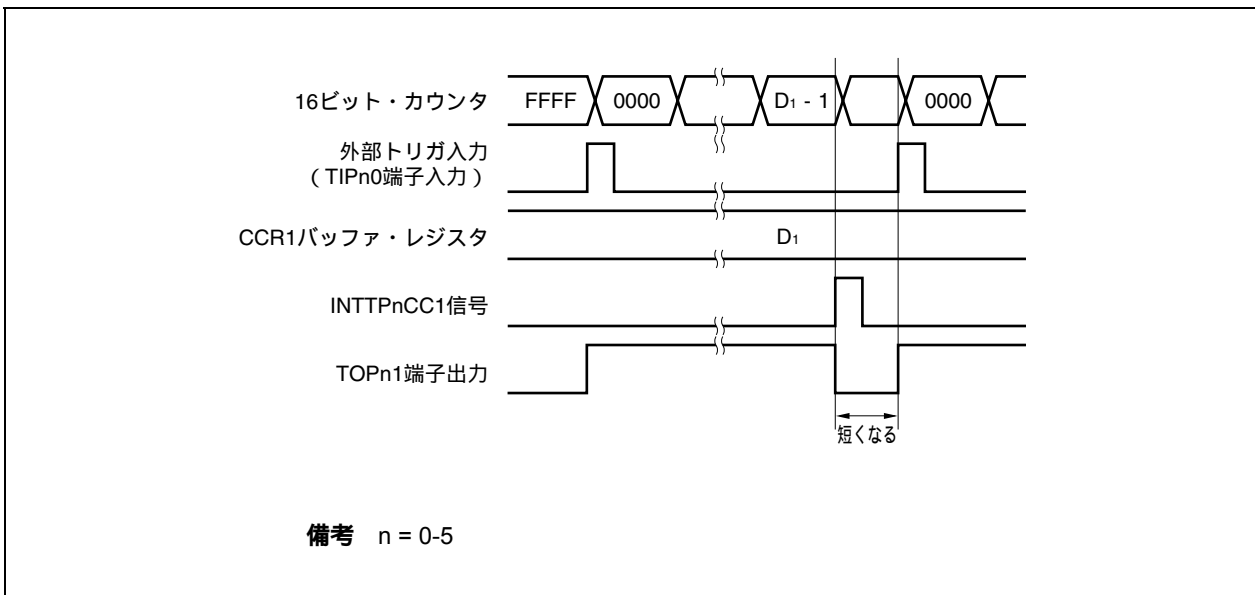 16ビット・カウンタ FFFF 0000 D1 - 1 0000
外部トリガ入力
(TIPn0端子入力)
CCR1バッファ・レジスタ D1
INTTPnCC1信号
TOPn1端子出力
短くなる
備考 n = 0-5